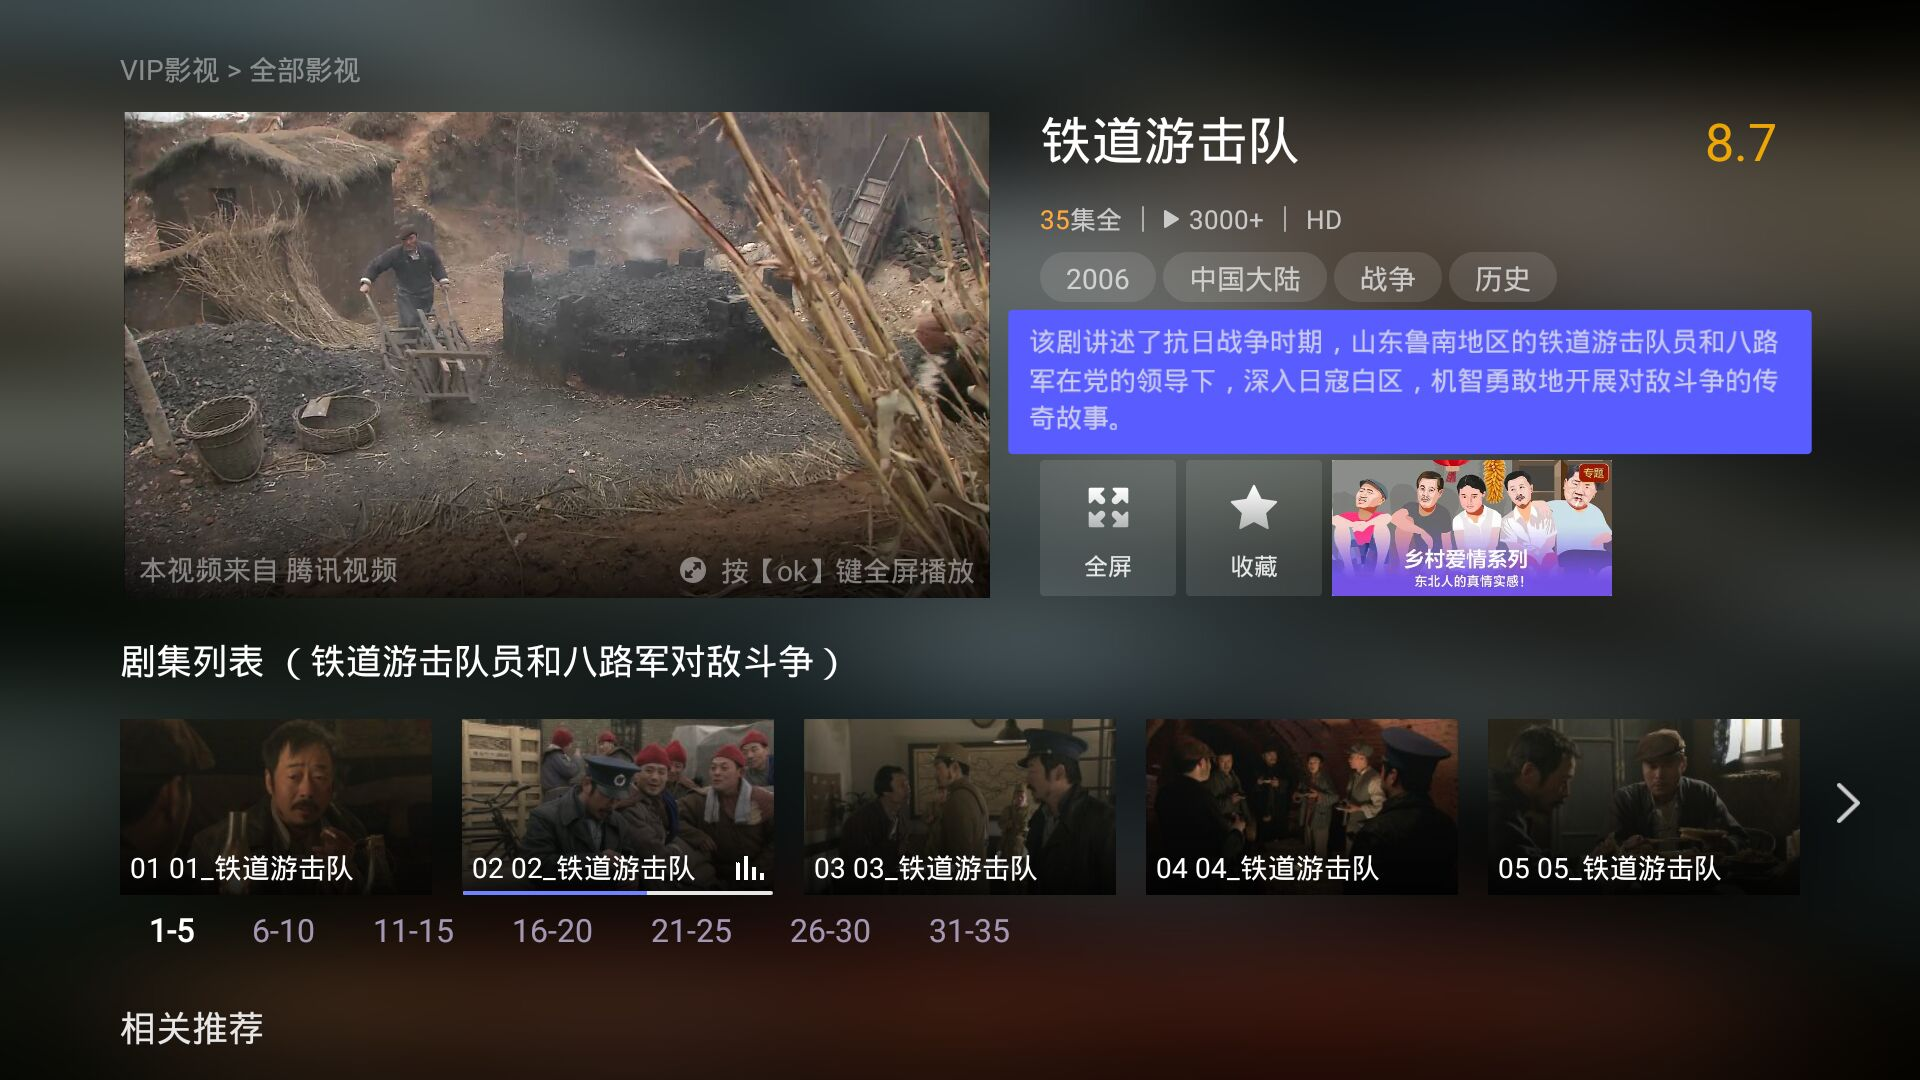 VIP影视 > 全部影视
铁道游击队
8.7
35集全 | 3000+ | HD
2006 中国大陆 战争 历史
该剧讲述了抗日战争时期，山东鲁南地区的铁道游击队员和八路
军在党的领导下，深入日寇白区，机智勇敢地开展对敌斗争的传
奇故事。
本视频来自 腾讯视频
按【ok】键全屏播放
全屏
收藏
专题
乡村爱情系列
东北人的真情实感！
剧集列表 （铁道游击队员和八路军对敌斗争）
01 01_铁道游击队
02 02_铁道游击队
03 03_铁道游击队
04 04_铁道游击队
05 05_铁道游击队
1-5 6-10 11-15 16-20 21-25 26-30 31-35
相关推荐